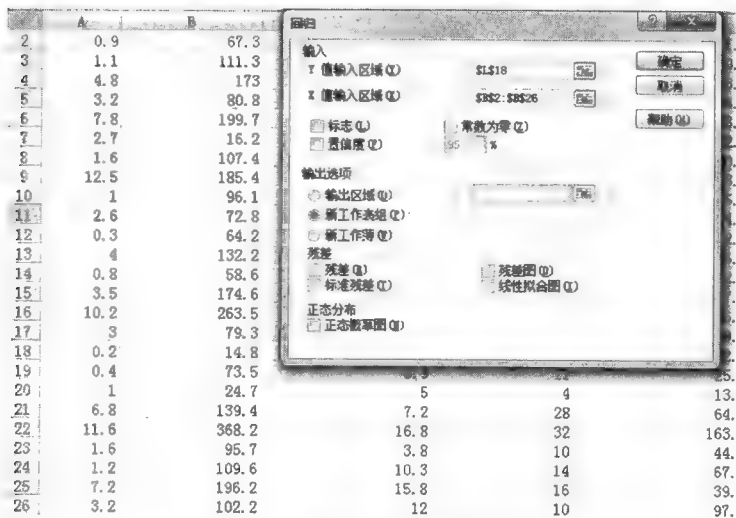 A B
2 0.9 67.3
3 1.1 111.3
4 4.8 173
5 3.2 80.8
6 7.8 199.7
7 2.7 16.2
8 1.6 107.4
9 12.5 185.4
10 1 96.1
11 2.6 72.8
12 0.3 64.2
13 4 132.2
14 0.8 58.6
15 3.5 174.6
16 10.2 263.5
17 3 79.3
18 0.2 14.8
19 0.4 73.5
20 1 24.7 5 4 13.
21 6.8 139.4 7.2 28 64.
22 11.6 368.2 16.8 32 163.
23 1.6 95.7 3.8 10 44.
24 1.2 109.6 10.3 14 67.
25 7.2 196.2 15.8 16 39.
26 3.2 102.2 12 10 97.
回归
输入
Y 值输入区域(Y) $L$18
X 值输入区域(X) $B$2:$B$26
标志(L) 常数为零(Z)
置信度(F) 95 %
确定
取消
帮助(H)
输出选项
输出区域(O)
新工作表组(P)
新工作薄(W)
残差
残差(R) 残差图(D)
标准残差(T) 线性拟合图(I)
正态分布
正态概率图(N)